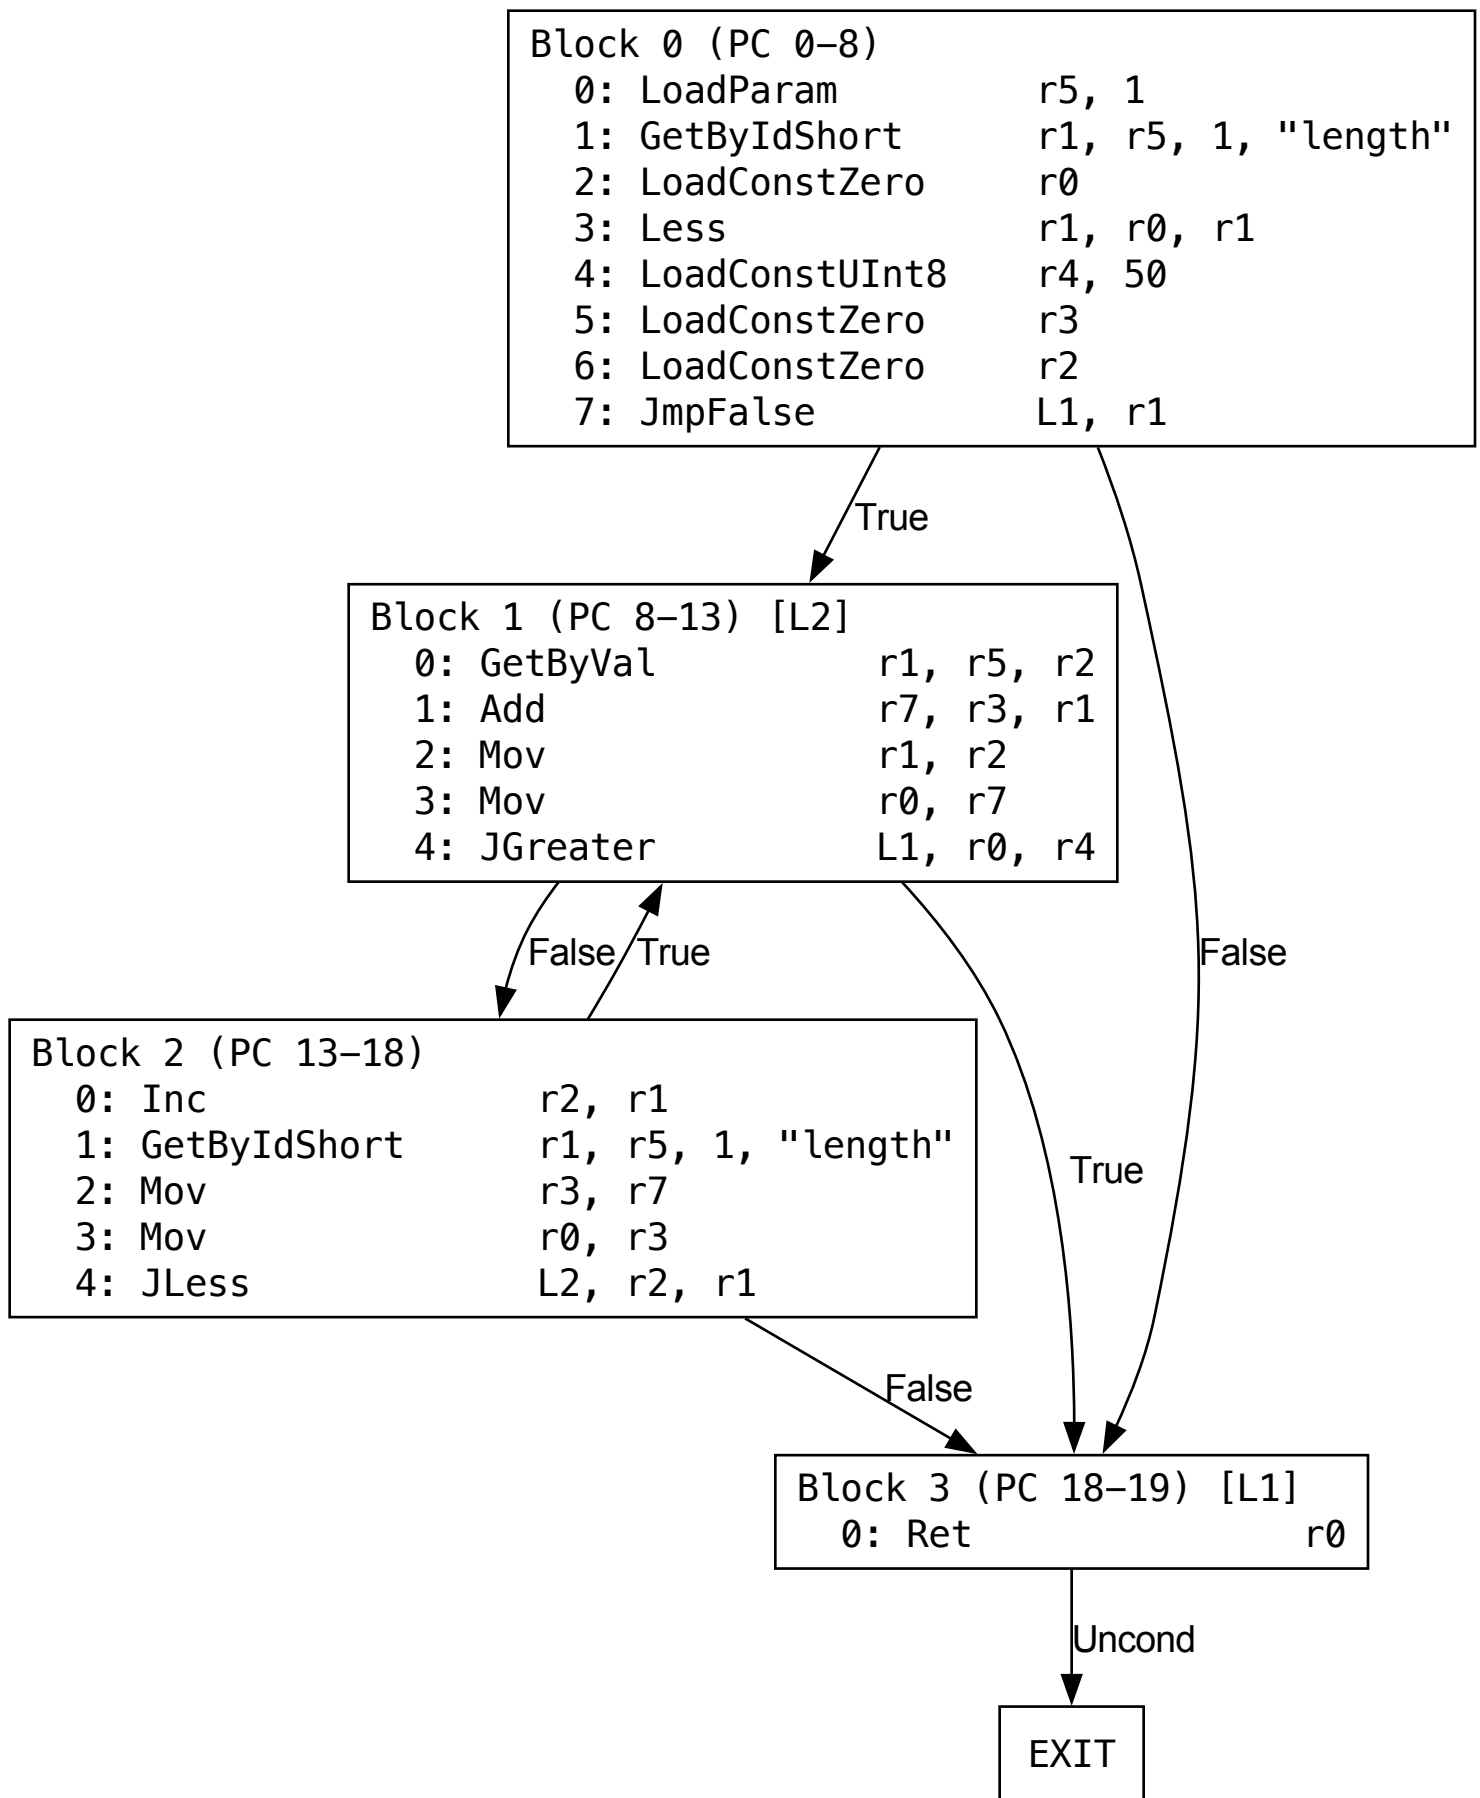 Block 0 (PC 0–8)
0: LoadParam r5, 1
1: GetByIdShort r1, r5, 1, "length"
2: LoadConstZero r0
3: Less r1, r0, r1
4: LoadConstUInt8 r4, 50
5: LoadConstZero r3
6: LoadConstZero r2
7: JmpFalse L1, r1
True
Block 1 (PC 8–13) [L2]
0: GetByVal r1, r5, r2
1: Add r7, r3, r1
2: Mov r1, r2
3: Mov r0, r7
4: JGreater L1, r0, r4
False
True
False
Block 2 (PC 13–18)
0: Inc r2, r1
1: GetByIdShort r1, r5, 1, "length"
2: Mov r3, r7
3: Mov r0, r3
4: JLess L2, r2, r1
True
False
Block 3 (PC 18–19) [L1]
0: Ret r0
Uncond
EXIT